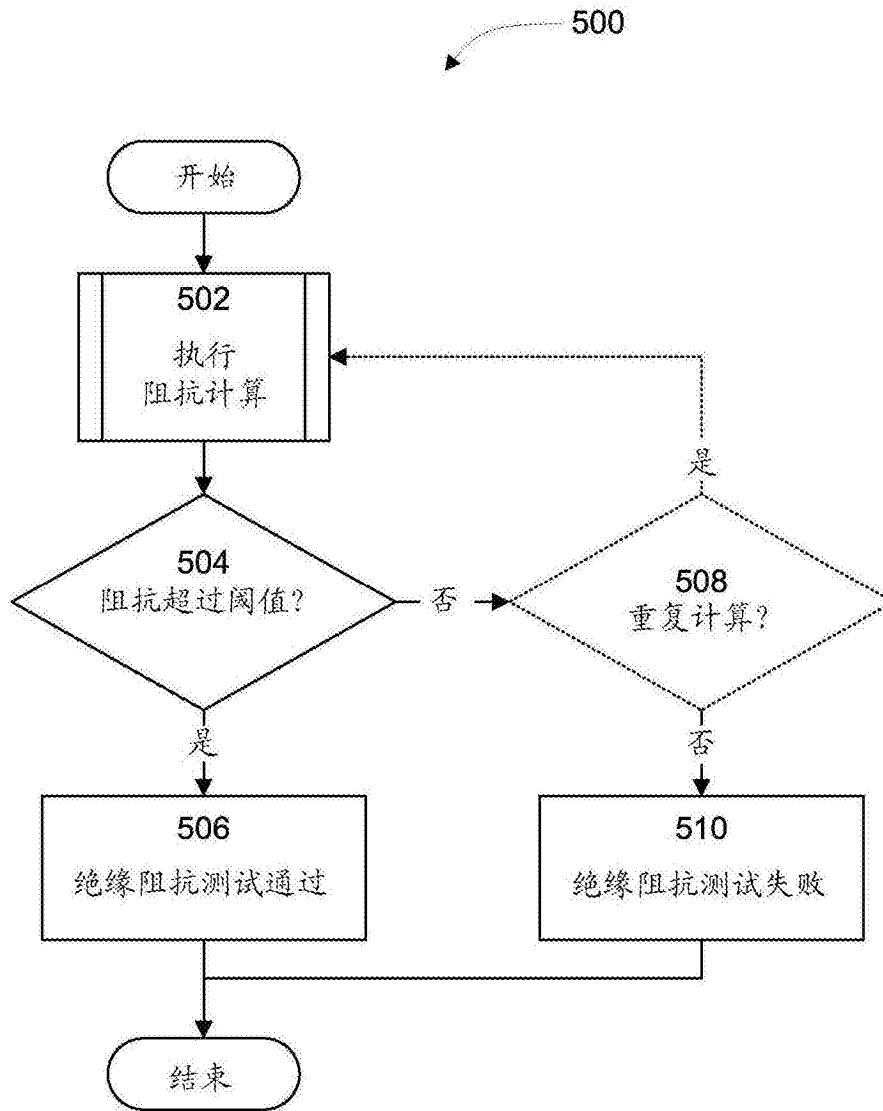 500
开始
502
执行
阻抗计算
是
504
阻抗超过阈值?
否
508
重复计算?
是
否
506
绝缘阻抗测试通过
510
绝缘阻抗测试失败
结束